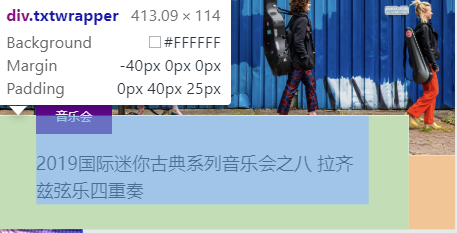 div.txtwrapper 413.09 × 114
Background #FFFFFF
Margin -40px 0px 0px
Padding 0px 40px 25px
音乐会
2019国际迷你古典系列音乐会之八 拉齐
兹弦乐四重奏